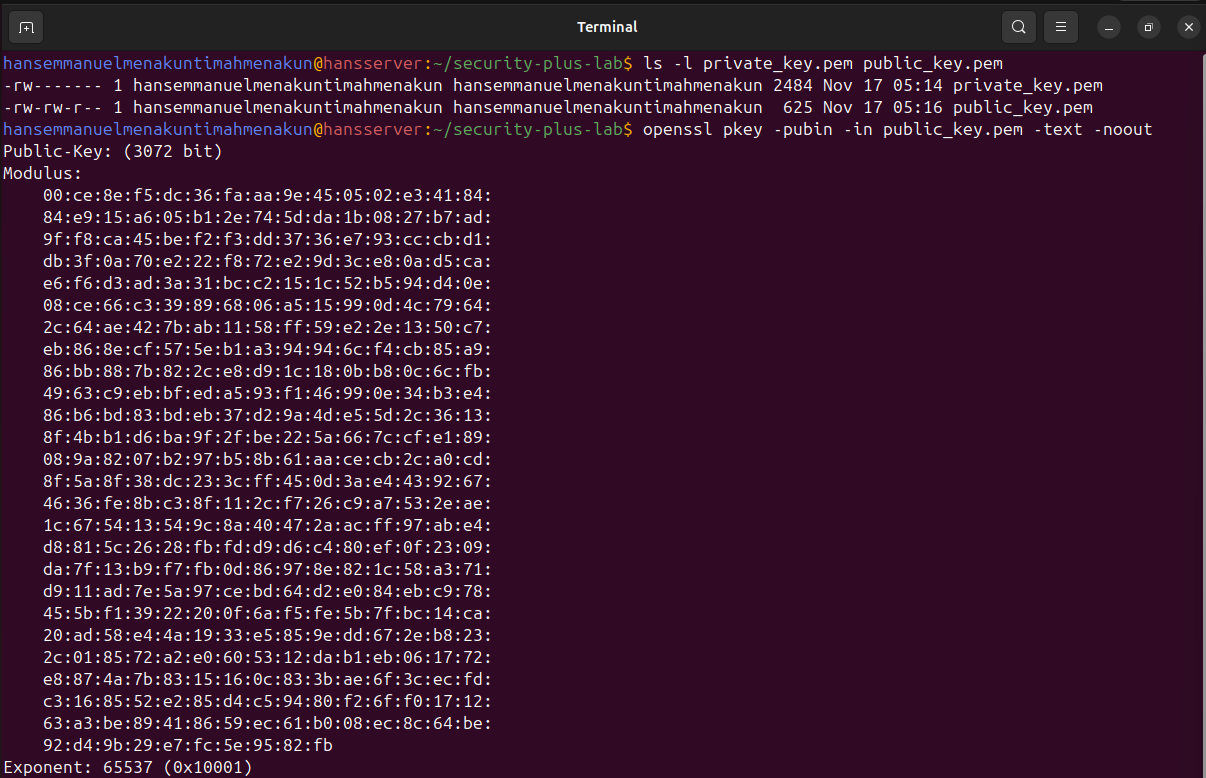 Terminal
hansemmanuelmenakuntimahmenakun@hansserver:~/security-plus-lab$ ls -l private_key.pem public_key.pem
-rw------- 1 hansemmanuelmenakuntimahmenakun hansemmanuelmenakuntimahmenakun 2484 Nov 17 05:14 private_key.pem
-rw-rw-r-- 1 hansemmanuelmenakuntimahmenakun hansemmanuelmenakuntimahmenakun  625 Nov 17 05:16 public_key.pem
hansemmanuelmenakuntimahmenakun@hansserver:~/security-plus-lab$ openssl pkey -pubin -in public_key.pem -text -noout
Public-Key: (3072 bit)
Modulus:
    00:ce:8e:f5:dc:36:fa:aa:9e:45:05:02:e3:41:84:
    84:e9:15:a6:05:b1:2e:74:5d:da:1b:08:27:b7:ad:
    9f:f8:ca:45:be:f2:f3:dd:37:36:e7:93:cc:cb:d1:
    db:3f:0a:70:e2:22:f8:72:e2:9d:3c:e8:0a:d5:ca:
    e6:f6:d3:ad:3a:31:bc:c2:15:1c:52:b5:94:d4:0e:
    08:ce:66:c3:39:89:68:06:a5:15:99:0d:4c:79:64:
    2c:64:ae:42:7b:ab:11:58:ff:59:e2:2e:13:50:c7:
    eb:86:8e:cf:57:5e:b1:a3:94:94:6c:f4:cb:85:a9:
    86:bb:88:7b:82:2c:e8:d9:1c:18:0b:b8:0c:6c:fb:
    49:63:c9:eb:bf:ed:a5:93:f1:46:99:0e:34:b3:e4:
    86:b6:bd:83:bd:eb:37:d2:9a:4d:e5:5d:2c:36:13:
    8f:4b:b1:d6:ba:9f:2f:be:22:5a:66:7c:cf:e1:89:
    08:9a:82:07:b2:97:b5:8b:61:aa:ce:cb:2c:a0:cd:
    8f:5a:8f:38:dc:23:3c:ff:45:0d:3a:e4:43:92:67:
    46:36:fe:8b:c3:8f:11:2c:f7:26:c9:a7:53:2e:ae:
    1c:67:54:13:54:9c:8a:40:47:2a:ac:ff:97:ab:e4:
    d8:81:5c:26:28:fb:fd:d9:d6:c4:80:ef:0f:23:09:
    da:7f:13:b9:f7:fb:0d:86:97:8e:82:1c:58:a3:71:
    d9:11:ad:7e:5a:97:ce:bd:64:d2:e0:84:eb:c9:78:
    45:5b:f1:39:22:20:0f:6a:f5:fe:5b:7f:bc:14:ca:
    20:ad:58:e4:4a:19:33:e5:85:9e:dd:67:2e:b8:23:
    2c:01:85:72:a2:e0:60:53:12:da:b1:eb:06:17:72:
    e8:87:4a:7b:83:15:16:0c:83:3b:ae:6f:3c:ec:fd:
    c3:16:85:52:e2:85:d4:c5:94:80:f2:6f:f0:17:12:
    63:a3:be:89:41:86:59:ec:61:b0:08:ec:8c:64:be:
    92:d4:9b:29:e7:fc:5e:95:82:fb
Exponent: 65537 (0x10001)